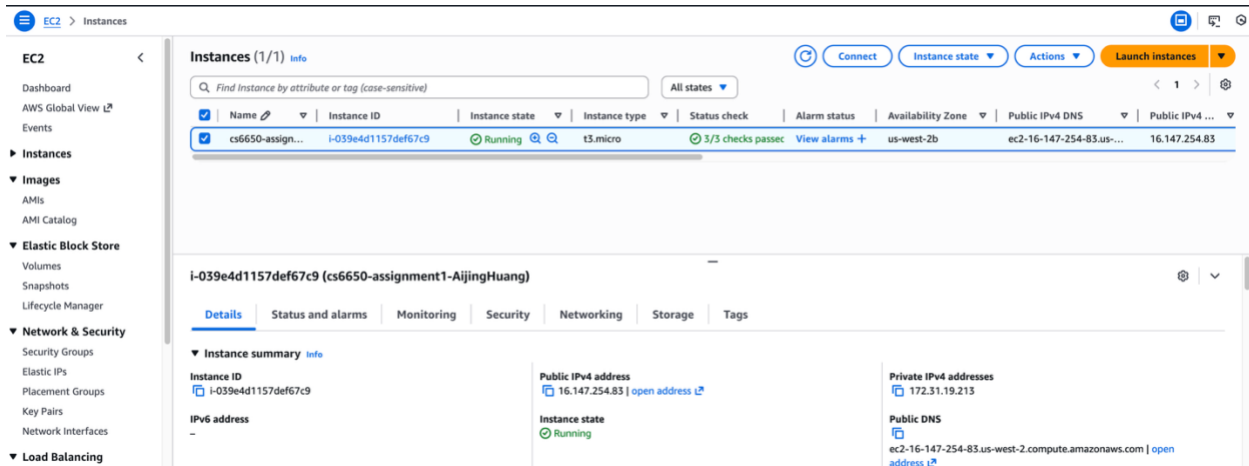 EC2 > Instances
EC2
Dashboard
AWS Global View
Events
Instances
Images
AMIs
AMI Catalog
Elastic Block Store
Volumes
Snapshots
Lifecycle Manager
Network & Security
Security Groups
Elastic IPs
Placement Groups
Key Pairs
Network Interfaces
Load Balancing
Instances (1/1) Info
Connect
Instance state
Actions
Launch instances
Find Instance by attribute or tag (case-sensitive)
All states
1
Name Instance ID Instance state Instance type Status check Alarm status Availability Zone Public IPv4 DNS Public IPv4 ...
cs6650-assign... i-039e4d1157def67c9 Running t3.micro 3/3 checks passec View alarms + us-west-2b ec2-16-147-254-83.us-... 16.147.254.83
i-039e4d1157def67c9 (cs6650-assignment1-AijingHuang)
Details Status and alarms Monitoring Security Networking Storage Tags
Instance summary Info
Instance ID
i-039e4d1157def67c9
IPv6 address
–
Public IPv4 address
16.147.254.83 | open address
Instance state
Running
Private IPv4 addresses
172.31.19.213
Public DNS
ec2-16-147-254-83.us-west-2.compute.amazonaws.com | open
address